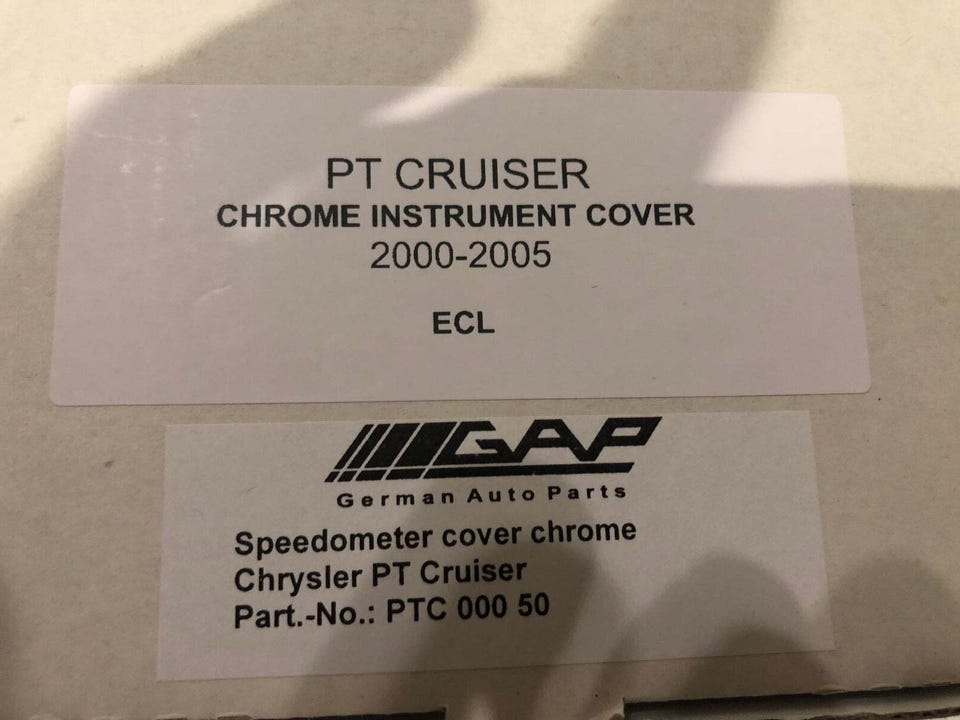 PT CRUISER
CHROME INSTRUMENT COVER
2000-2005
ECL
GAP
German Auto Parts
Speedometer cover chrome
Chrysler PT Cruiser
Part.-No.: PTC 000 50